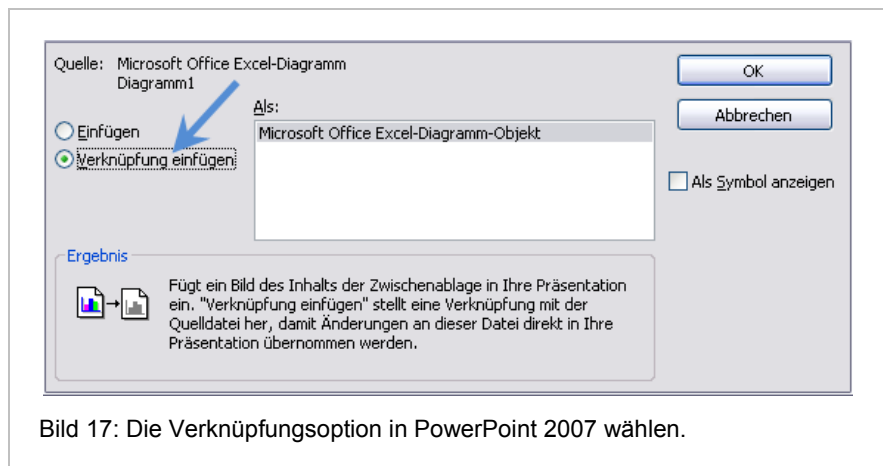 Quelle: Microsoft Office Excel-Diagramm
Diagramm1
Als:
Einfügen
Verknüpfung einfügen
Microsoft Office Excel-Diagramm-Objekt
OK
Abbrechen
Als Symbol anzeigen
Ergebnis
Fügt ein Bild des Inhalts der Zwischenablage in Ihre Präsentation
ein. "Verknüpfung einfügen" stellt eine Verknüpfung mit der
Quelldatei her, damit Änderungen an dieser Datei direkt in Ihre
Präsentation übernommen werden.
Bild 17: Die Verknüpfungsoption in PowerPoint 2007 wählen.